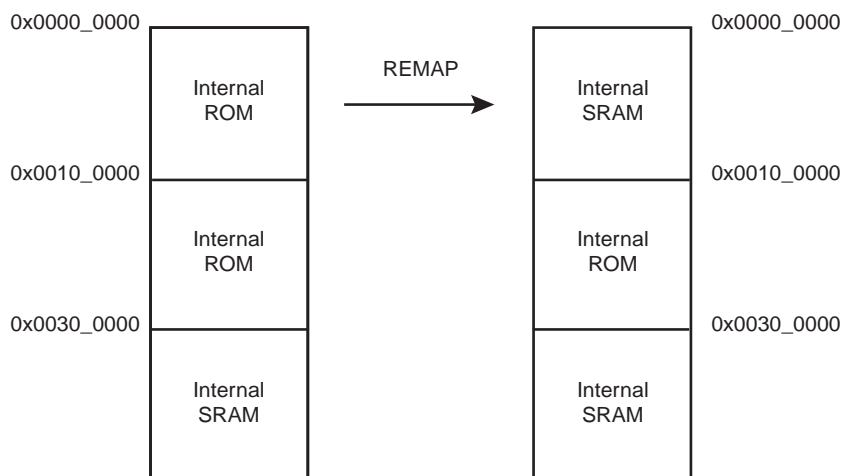 0x0000_0000
Internal
ROM
REMAP
Internal
SRAM
0x0000_0000
0x0010_0000
Internal
ROM
Internal
ROM
0x0010_0000
0x0030_0000
Internal
SRAM
Internal
SRAM
0x0030_0000